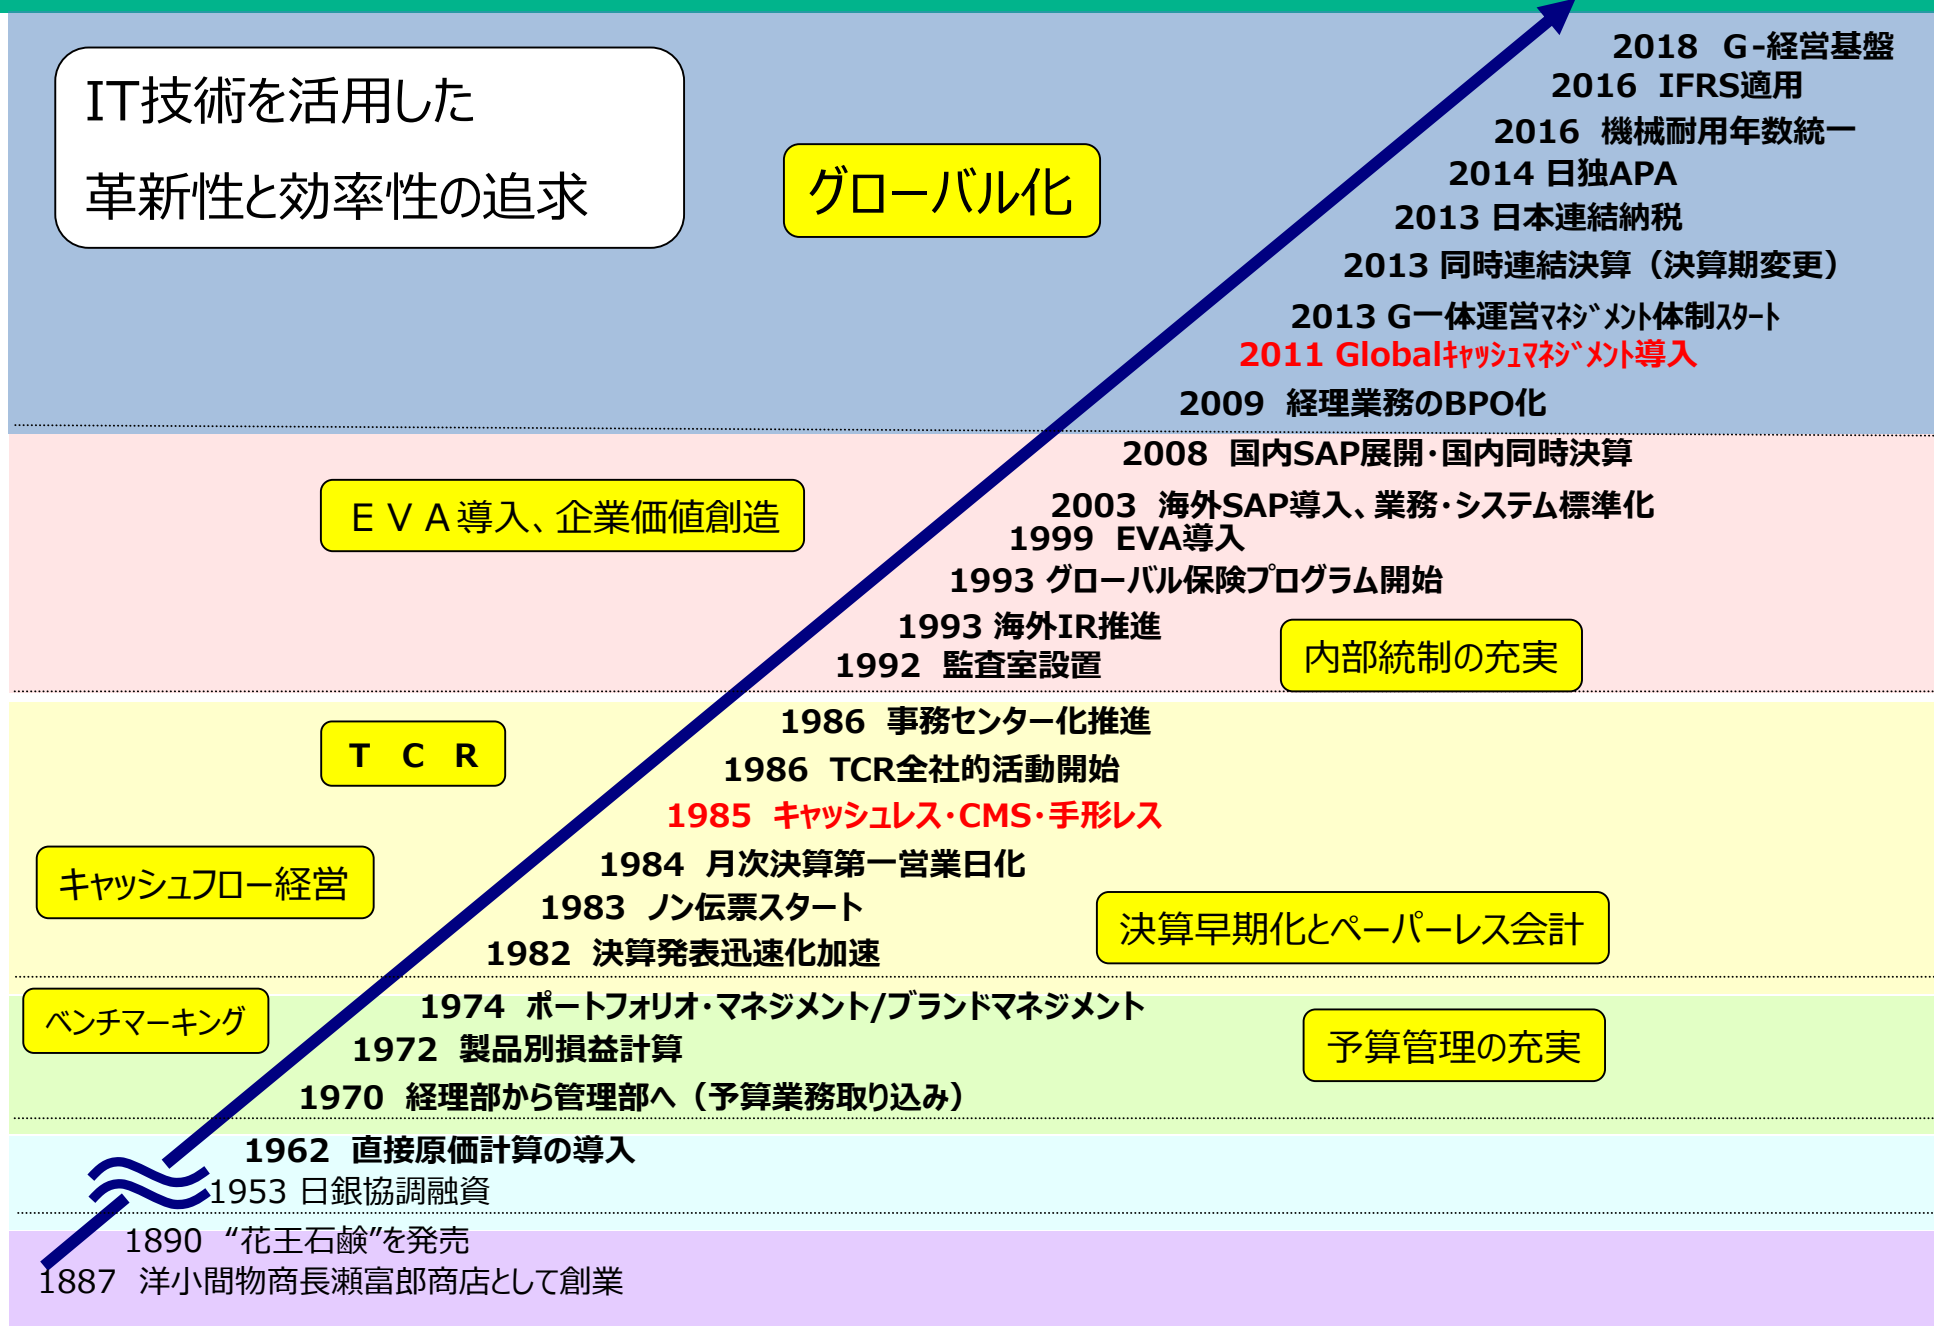 IT技術を活用した
革新性と効率性の追求
グローバル化
2018 G-経営基盤
2016 IFRS適用
2016 機械耐用年数統一
2014 日独APA
2013 日本連結納税
2013 同時連結決算（決算期変更）
2013 G一体運営ﾏﾈｼﾞﾒﾝﾄ体制ｽﾀｰﾄ
2011 Globalｷｬｯｼｭﾏﾈｼﾞﾒﾝﾄ導入
2009 経理業務のBPO化
2008 国内SAP展開・国内同時決算
ＥＶＡ導入、企業価値創造
2003 海外SAP導入、業務・システム標準化
1999 EVA導入
1993 グローバル保険プログラム開始
1993 海外IR推進
1992 監査室設置
内部統制の充実
1986 事務センター化推進
Ｔ Ｃ Ｒ
1986 TCR全社的活動開始
1985 キャッシュレス・CMS・手形レス
1984 月次決算第一営業日化
キャッシュフロー経営
1983 ノン伝票スタート
決算早期化とペーパーレス会計
1982 決算発表迅速化加速
ベンチマーキング
1974 ポートフォリオ・マネジメント/ブランドマネジメント
予算管理の充実
1972 製品別損益計算
1970 経理部から管理部へ（予算業務取り込み）
1962 直接原価計算の導入
1953 日銀協調融資
1890 “花王石鹸”を発売
1887 洋小間物商長瀬富郎商店として創業